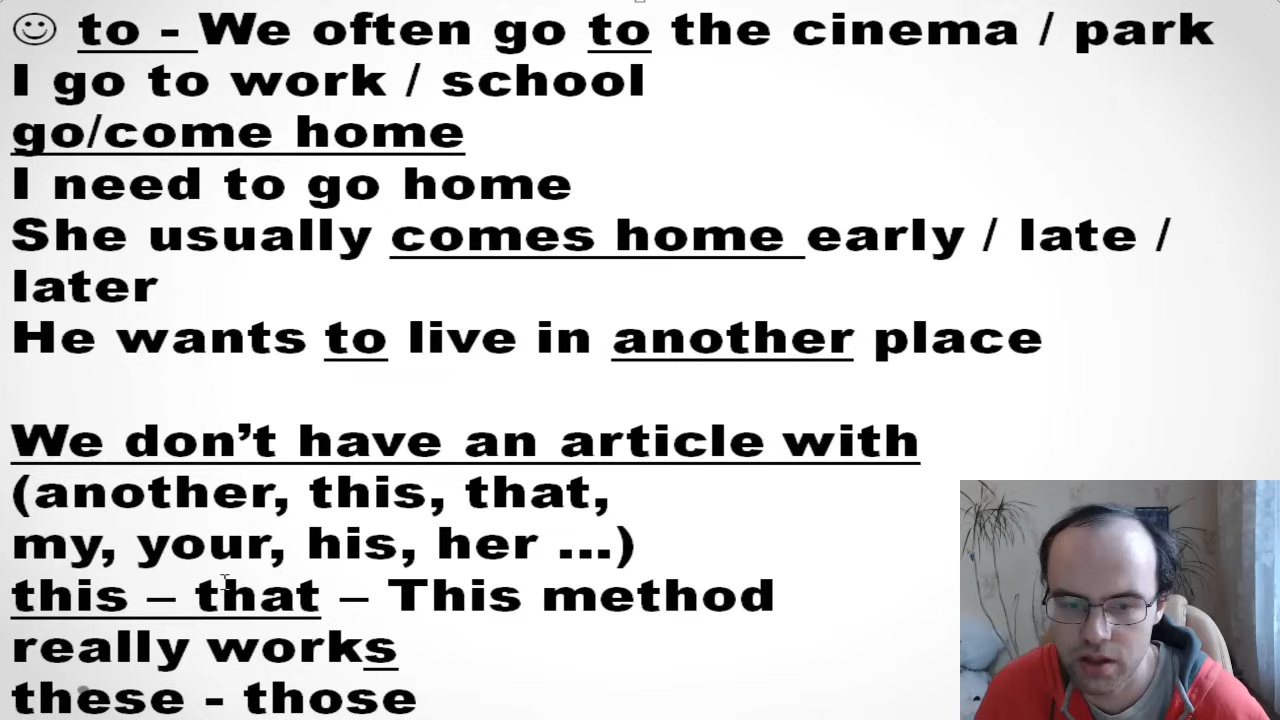 ☺ to - We often go to the cinema / park
I go to work / school
go/come home
I need to go home
She usually comes home early / late /
later
He wants to live in another place
We don’t have an article with
(another, this, that,
my, your, his, her ...)
this – that – This method
really works
these - those